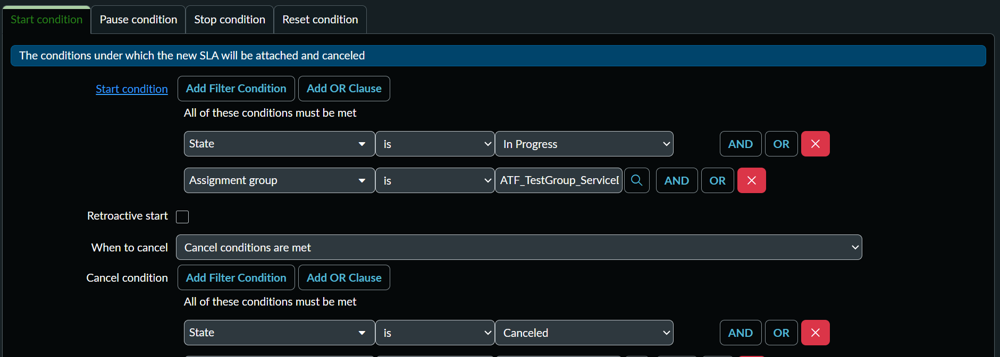 Start condition Pause condition Stop condition Reset condition
The conditions under which the new SLA will be attached and canceled
Start condition Add Filter Condition Add OR Clause
All of these conditions must be met
State is In Progress AND OR
Assignment group is ATF_TestGroup_Service AND OR
Retroactive start
When to cancel Cancel conditions are met
Cancel condition Add Filter Condition Add OR Clause
All of these conditions must be met
State is Canceled AND OR